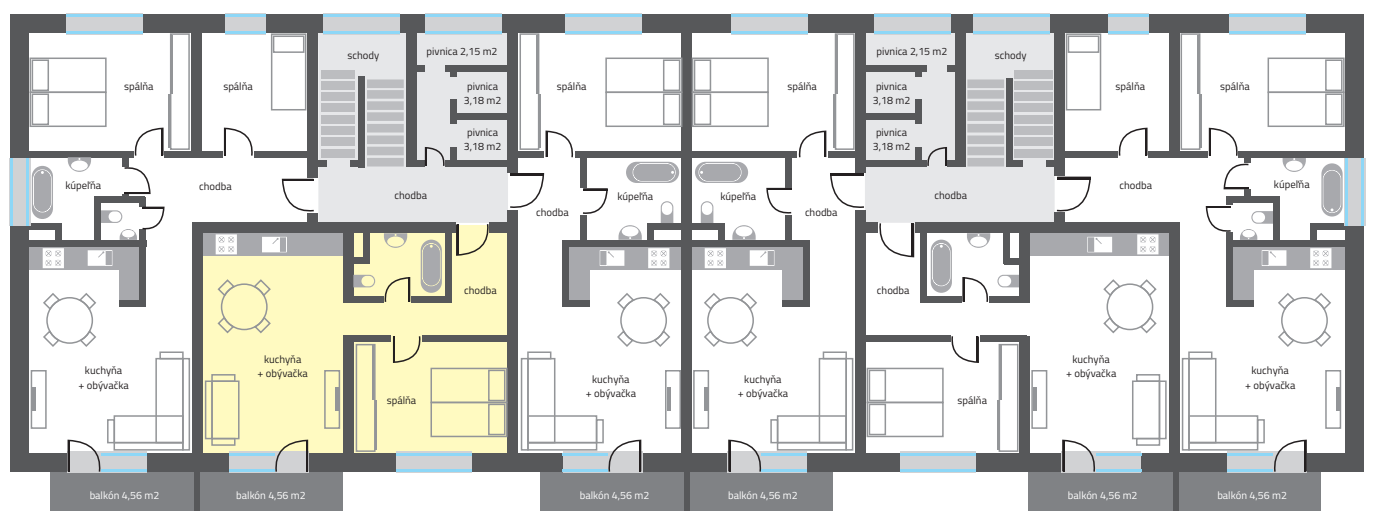 pivnica 2,15 m2
pivnica 2,15 m2
schody
schody
spálňa
spálňa
pivnica
3,18 m2
spálňa
spálňa
pivnica
3,18 m2
spálňa
spálňa
pivnica
3,18 m2
pivnica
3,18 m2
kúpeľňa
chodba
chodba
kúpeľňa
chodba
kúpeľňa
chodba
chodba
chodba
kúpeľňa
chodba
chodba
kuchyňa
+ obývačka
kuchyňa
+ obývačka
kuchyňa
+ obývačka
kuchyňa
+ obývačka
kuchyňa
+ obývačka
kuchyňa
+ obývačka
spálňa
spálňa
balkón 4,56 m2
balkón 4,56 m2
balkón 4,56 m2
balkón 4,56 m2
balkón 4,56 m2
balkón 4,56 m2